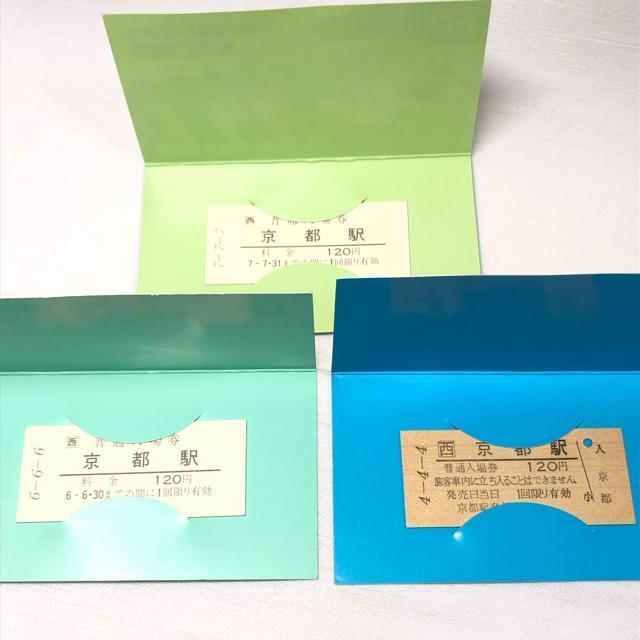 7-7-7
西 普通入場券
京都駅
料金 120円
7-7・31までの間に1回限り有効
6-6-6
西 普通入場券
京都駅
料金 120円
6-6・30までの間に1回限り有効
4-4-4
西 京都駅
普通入場券 120円
旅客車内に立ち入ることはできません。
発売日当日 1回限り有効
京都駅
入 京都
小